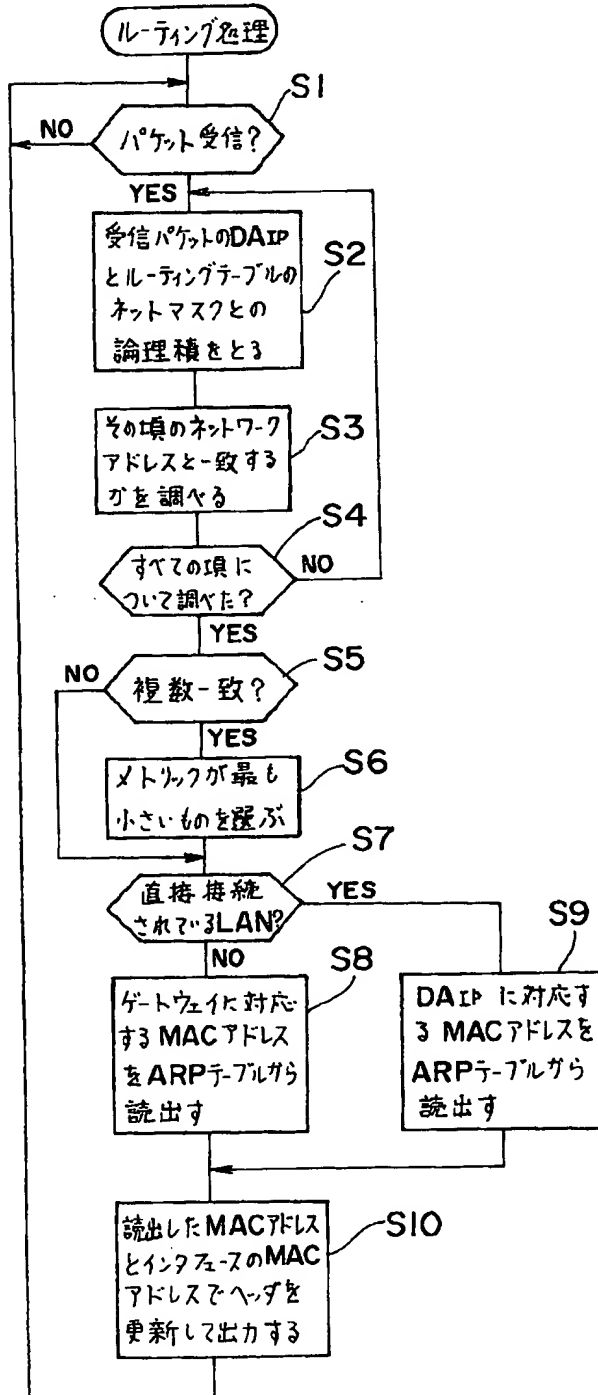 ルーティング処理
S1
NO
パケット受信?
YES
受信パケットのDAIP
とルーティングテーブルの
ネットマスクとの
論理積をとる
S2
その項のネットワーク
アドレスと一致する
かを調べる
S3
S4
すべての項に
ついて調べた?
NO
YES
S5
NO
複数一致?
YES
S6
メトリックが最も
小さいものを選ぶ
S7
直接接続
されているLAN?
YES
NO
S8
ゲートウェイに対応
するMACアドレス
をARPテーブルから
読出す
S9
DAIPに対応す
るMACアドレスを
ARPテーブルから
読出す
読出したMACアドレス
とインタフェースのMAC
アドレスでヘッダを
更新して出力する
S10